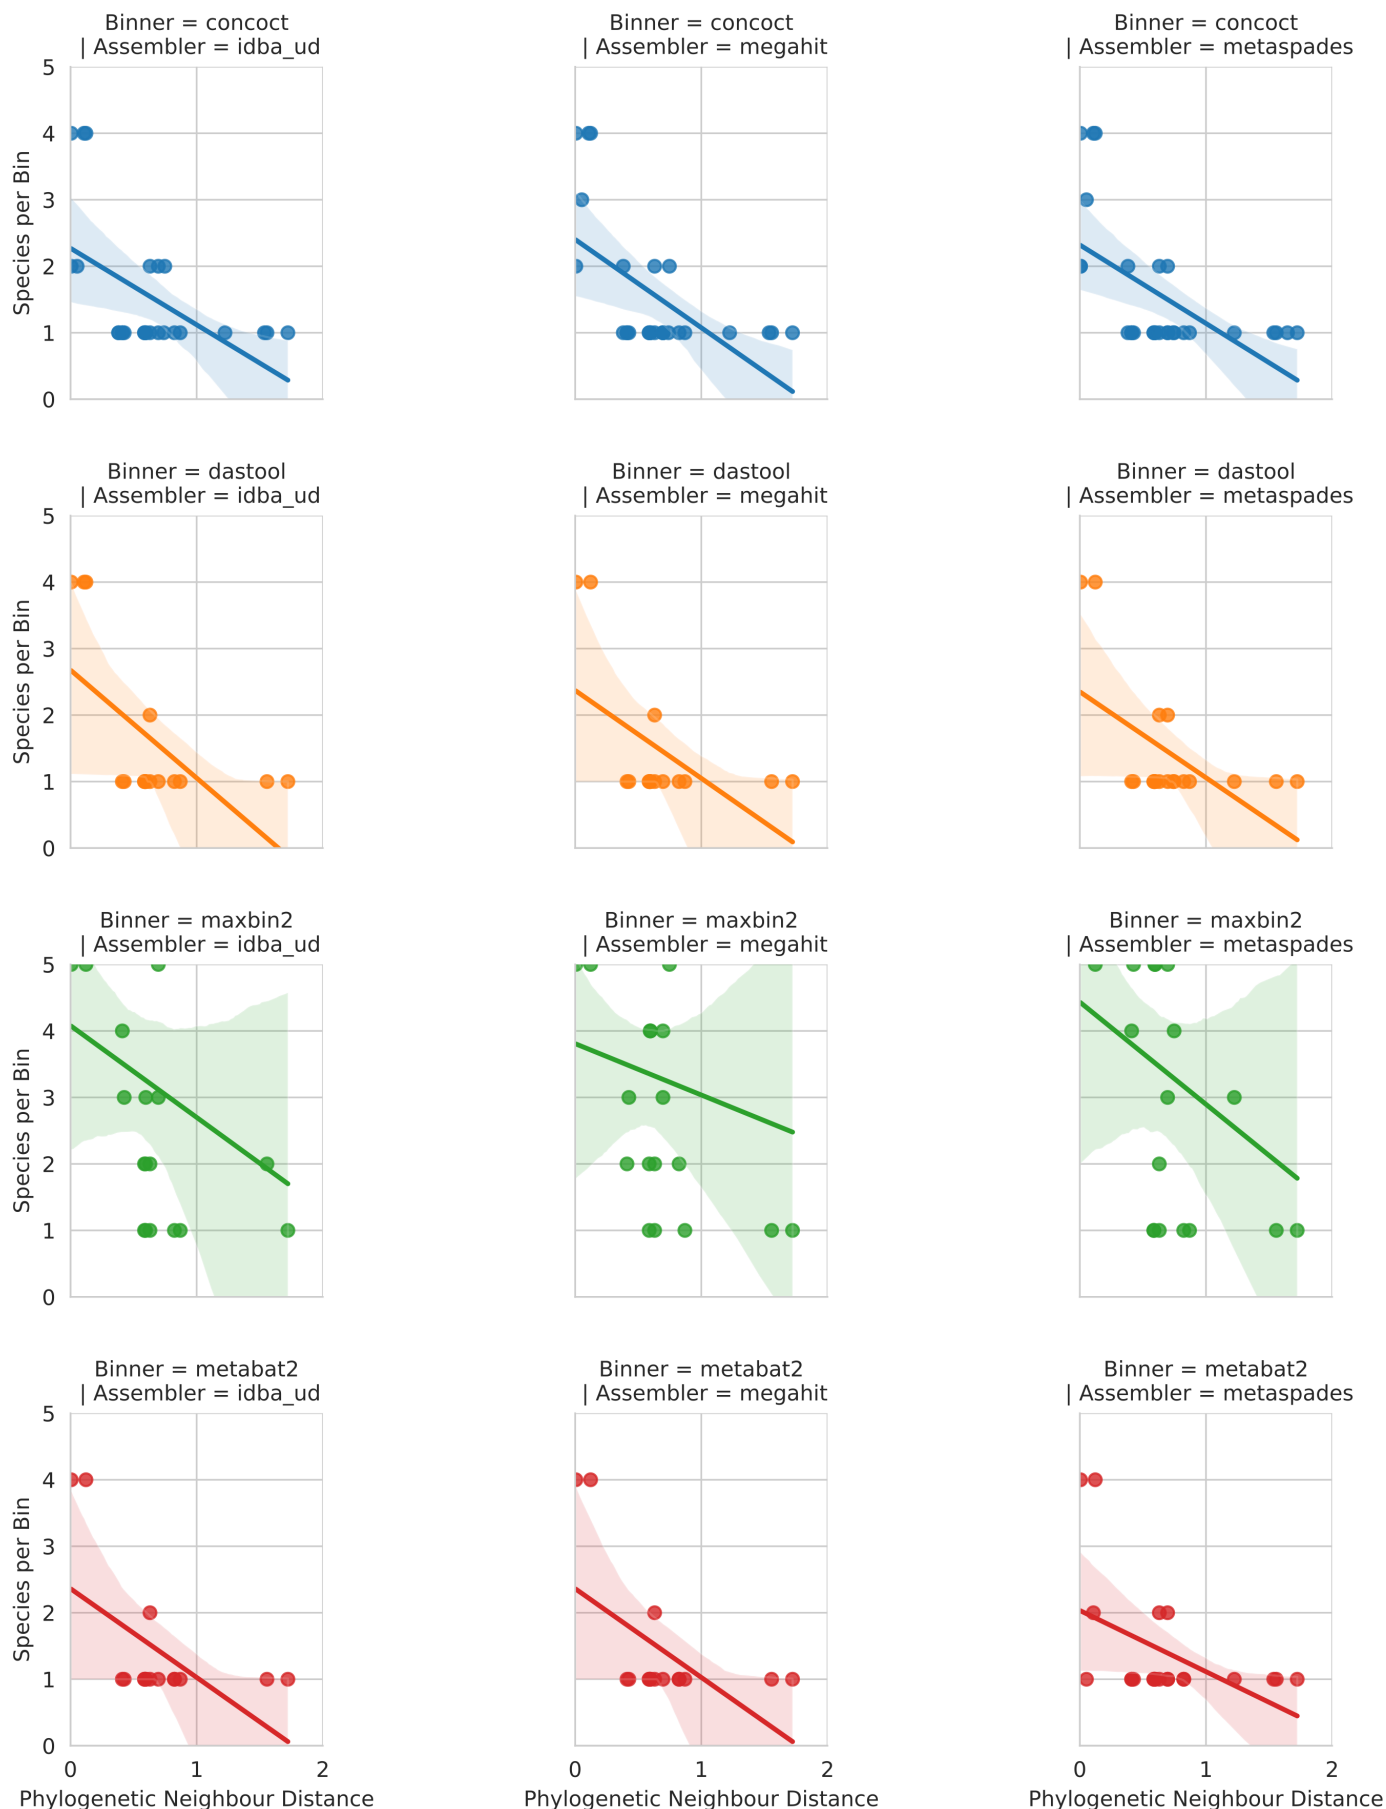 Binner = concoct
| Assembler = idba_ud
Binner = concoct
| Assembler = megahit
Binner = concoct
| Assembler = metaspades
5
4
3
2
1
0
Species per Bin
Binner = dastool
| Assembler = idba_ud
Binner = dastool
| Assembler = megahit
Binner = dastool
| Assembler = metaspades
5
4
3
2
1
0
Species per Bin
Binner = maxbin2
| Assembler = idba_ud
Binner = maxbin2
| Assembler = megahit
Binner = maxbin2
| Assembler = metaspades
5
4
3
2
1
0
Species per Bin
Binner = metabat2
| Assembler = idba_ud
Binner = metabat2
| Assembler = megahit
Binner = metabat2
| Assembler = metaspades
5
4
3
2
1
0
Species per Bin
0 1 2
Phylogenetic Neighbour Distance
0 1 2
Phylogenetic Neighbour Distance
0 1 2
Phylogenetic Neighbour Distance